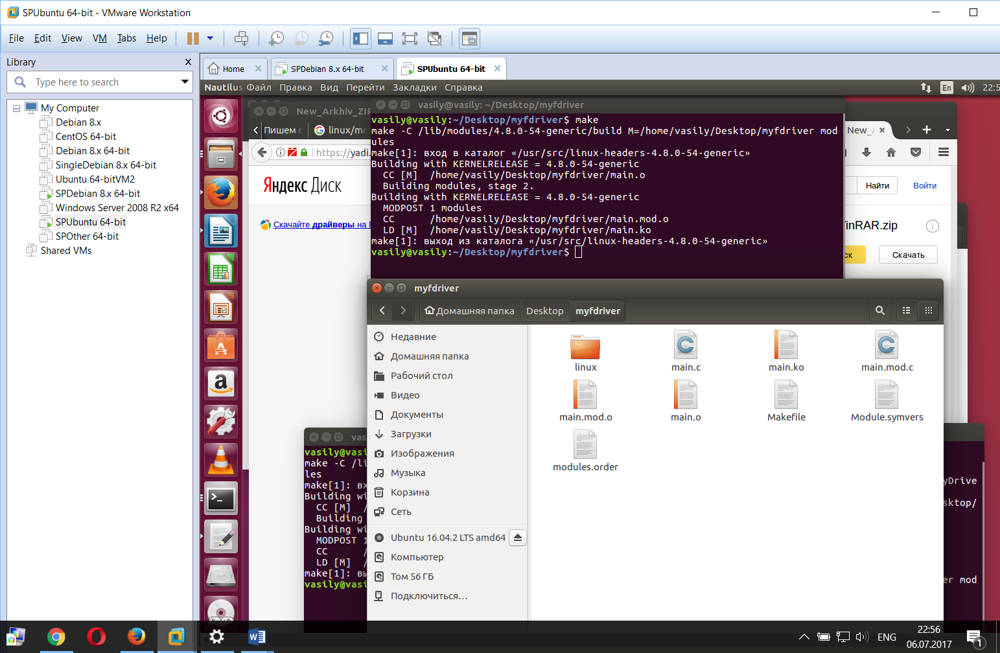 SPUbuntu 64-bit - VMware Workstation
File Edit View VM Tabs Help
Library
Type here to search
My Computer
Debian 8.x
CentOS 64-bit
Debian 8.x 64-bit
SingleDebian 8.x 64-bit
Ubuntu 64-bitVM2
SPDebian 8.x 64-bit
Windows Server 2008 R2 x64
SPUbuntu 64-bit
SPOther 64-bit
Shared VMs
Home
SPDebian 8.x 64-bit
SPUbuntu 64-bit
Nautilus Файл Правка Вид Перейти Закладки Справка
En
22:5
New_Arkhiv_ZIP
Пишем
linux/mo
New_
https://yadi.
Яндекс Диск
Найти
Войти
Скачайте драйверы на
inRAR.zip
ск
Скачать
vasily@vasily: ~/Desktop/myfdriver
vasily@vasily:~/Desktop/myfdriver$ make
make -C /lib/modules/4.8.0-54-generic/build M=/home/vasily/Desktop/myfdriver mod
ules
make[1]: вход в каталог «/usr/src/linux-headers-4.8.0-54-generic»
Building with KERNELRELEASE = 4.8.0-54-generic
CC [M]  /home/vasily/Desktop/myfdriver/main.o
Building modules, stage 2.
Building with KERNELRELEASE = 4.8.0-54-generic
MODPOST 1 modules
CC      /home/vasily/Desktop/myfdriver/main.mod.o
LD [M]  /home/vasily/Desktop/myfdriver/main.ko
make[1]: выход из каталога «/usr/src/linux-headers-4.8.0-54-generic»
vasily@vasily:~/Desktop/myfdriver$
myfdriver
Домашняя папка
Desktop
myfdriver
Недавние
Домашняя папка
Рабочий стол
Видео
Документы
Загрузки
Изображения
Музыка
Корзина
Сеть
Ubuntu 16.04.2 LTS amd64
Компьютер
Том 56 ГБ
Подключиться…
linux
main.c
main.ko
main.mod.c
main.mod.o
main.o
Makefile
Module.symvers
modules.order
vas
vasily@vasi
make -C /li
les
make[1]: вх
Building wi
CC [M]  /
Building
Building wi
MODPOST 1
CC      /
LD [M]  /
make[1]: вы
vasily@vasi
yDrive
sktop/
er mod
DVD
ENG
22:56
06.07.2017
1